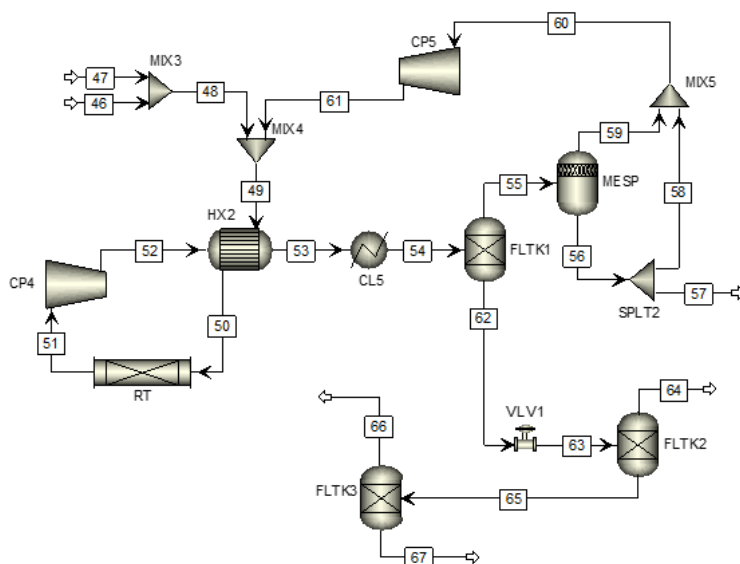 CP5
60
MIX3
47
48
46
61
MIX5
MIX4
59
MESP
55
58
49
HX2
52
53
54
FLTK1
56
CP4
CL5
57
SPLT2
50
62
51
RT
64
VLV1
66
63
FLTK2
FLTK3
65
67